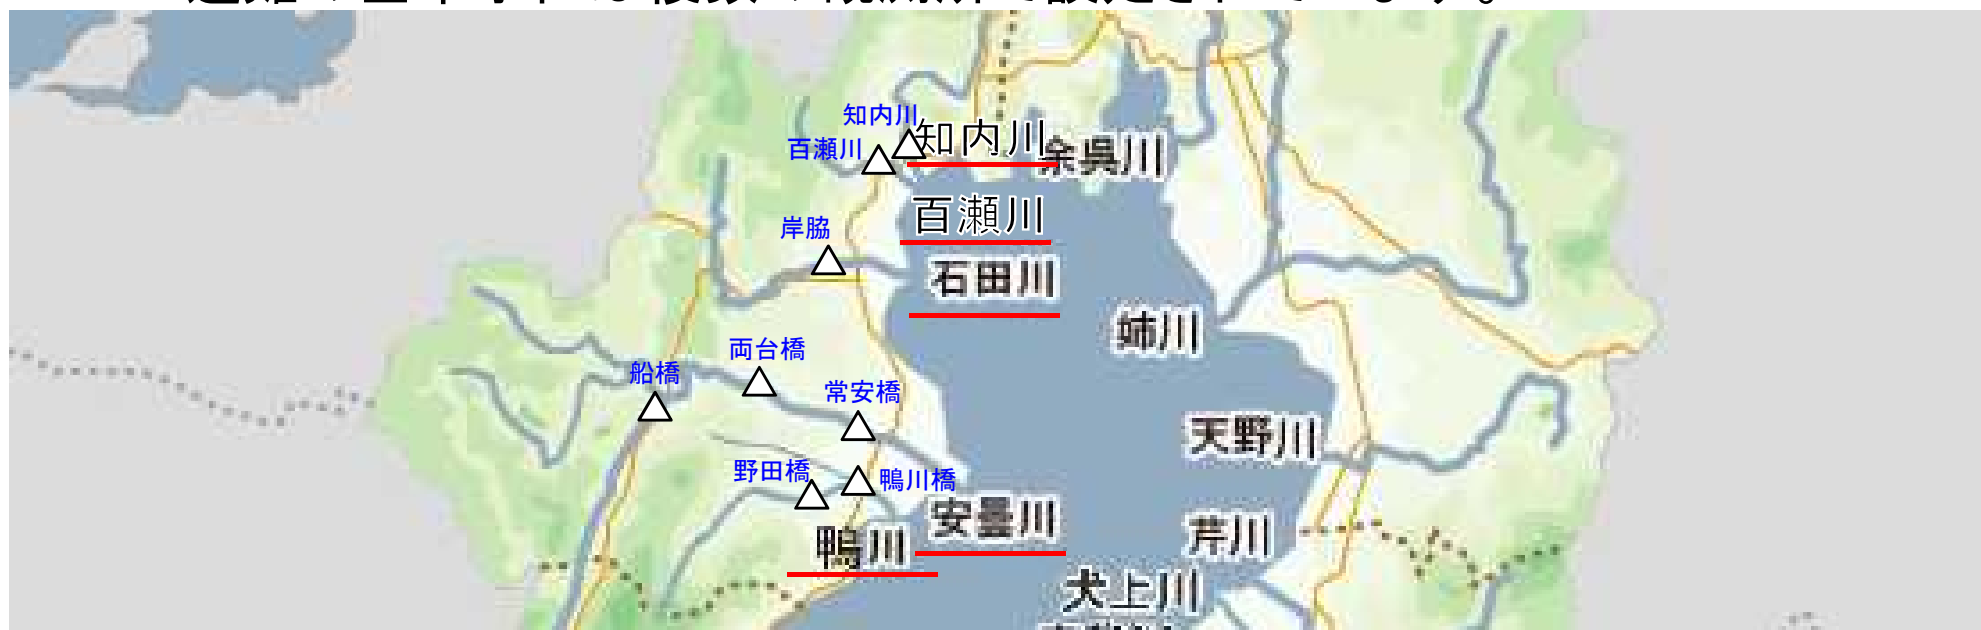 知内川
知内川
百瀬川
余呉川
百瀬川
岸脇
石田川
姉川
両台橋
船橋
常安橋
天野川
野田橋
鴨川橋
安曇川
芹川
鴨川
犬上川